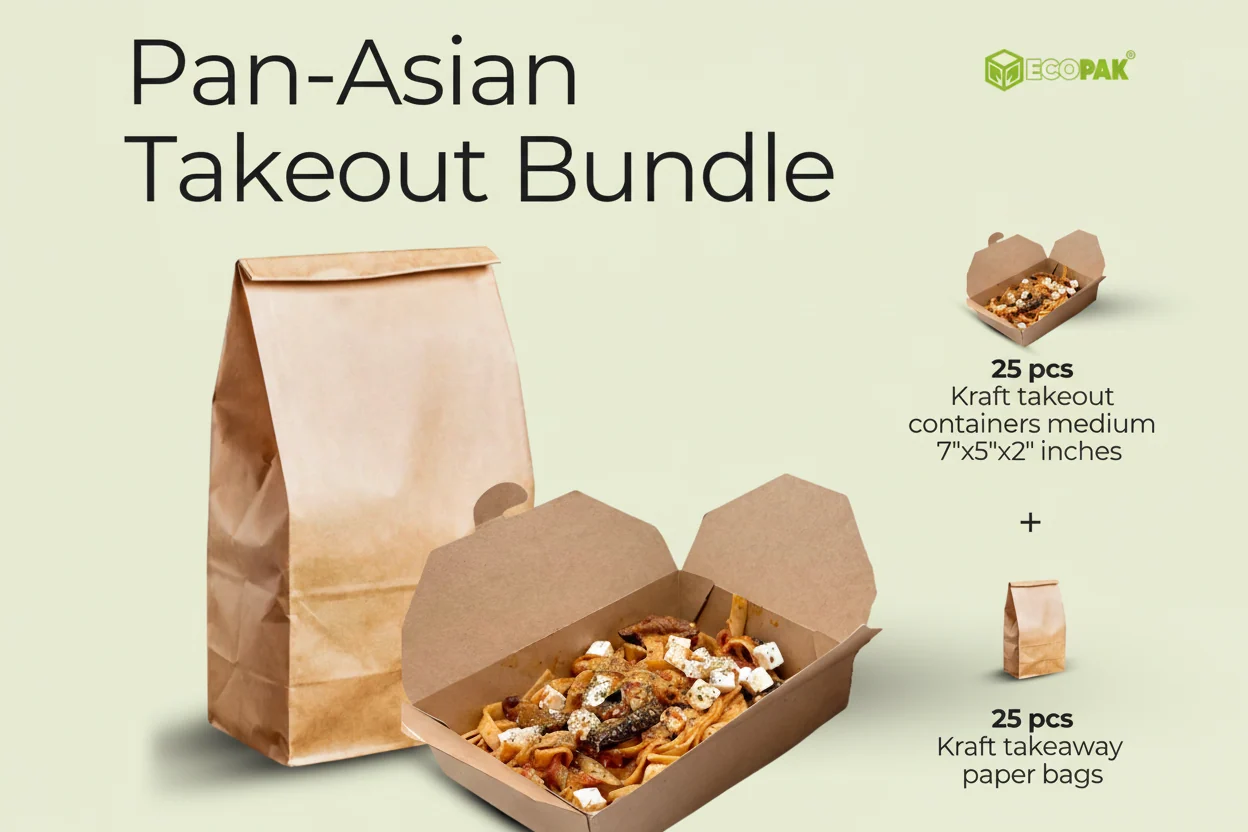 Pan-Asian
Takeout Bundle
ECOPAK®
25 pcs
Kraft takeout
containers medium
7"x5"x2" inches
+
25 pcs
Kraft takeaway
paper bags